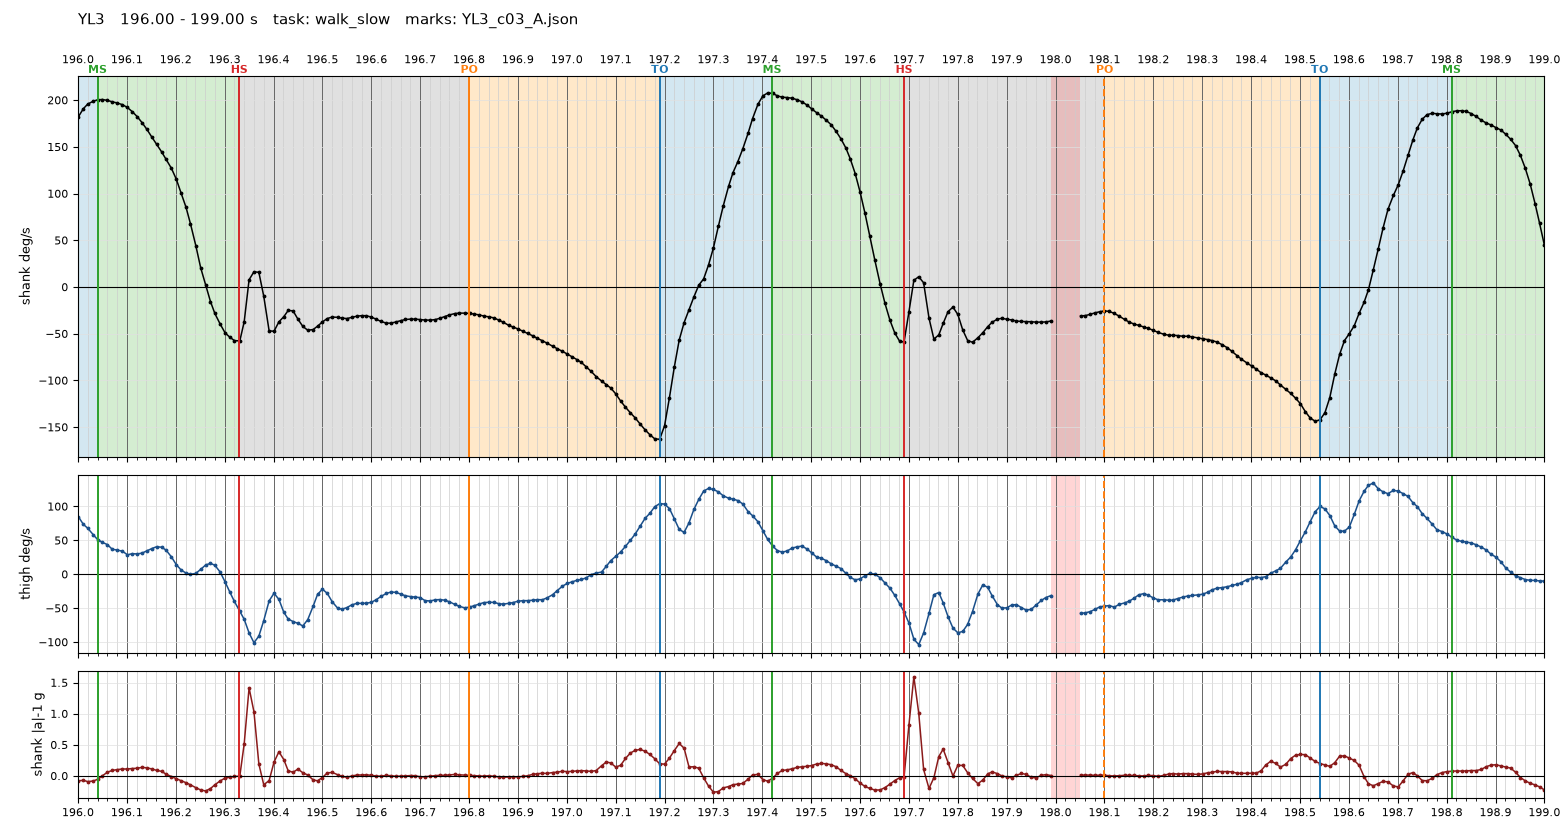 YL3   196.00 - 199.00 s   task: walk_slow   marks: YL3_c03_A.json
196.0 196.1 196.2 196.3 196.4 196.5 196.6 196.7 196.8 196.9 197.0 197.1 197.2 197.3 197.4 197.5 197.6 197.7 197.8 197.9 198.0 198.1 198.2 198.3 198.4 198.5 198.6 198.7 198.8 198.9 199.0
MS HS PO TO MS HS PO TO MS
200
150
100
50
0
−50
−100
−150
shank deg/s
100
50
0
−50
−100
thigh deg/s
1.5
1.0
0.5
0.0
shank |a|-1 g
196.0 196.1 196.2 196.3 196.4 196.5 196.6 196.7 196.8 196.9 197.0 197.1 197.2 197.3 197.4 197.5 197.6 197.7 197.8 197.9 198.0 198.1 198.2 198.3 198.4 198.5 198.6 198.7 198.8 198.9 199.0